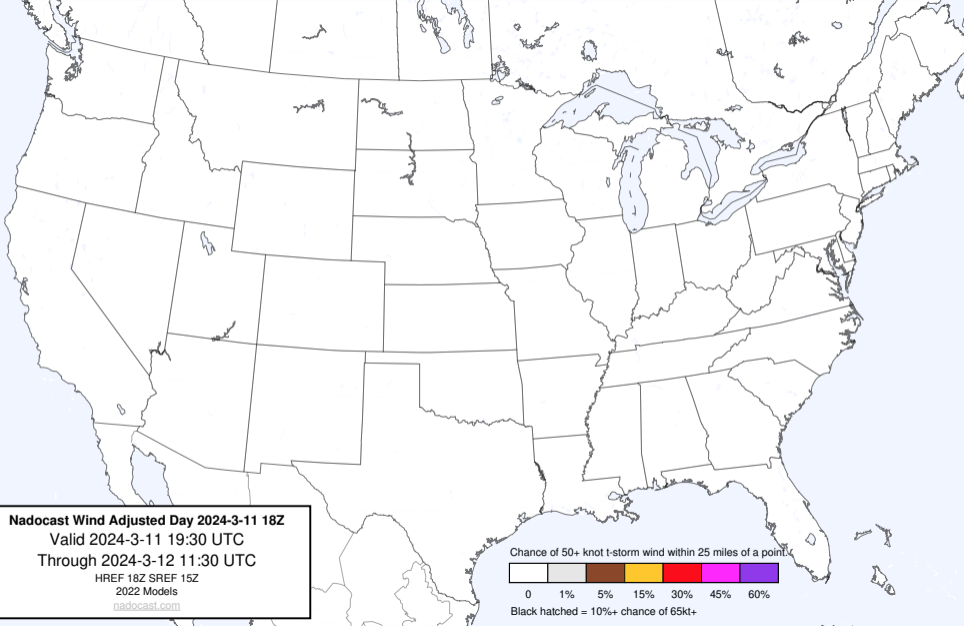 Nadocast Wind Adjusted Day 2024-3-11 18Z
Valid 2024-3-11 19:30 UTC
Through 2024-3-12 11:30 UTC
HREF 18Z SREF 15Z
2022 Models
nadocast.com
Chance of 50+ knot t-storm wind within 25 miles of a point.
0 1% 5% 15% 30% 45% 60%
Black hatched = 10%+ chance of 65kt+